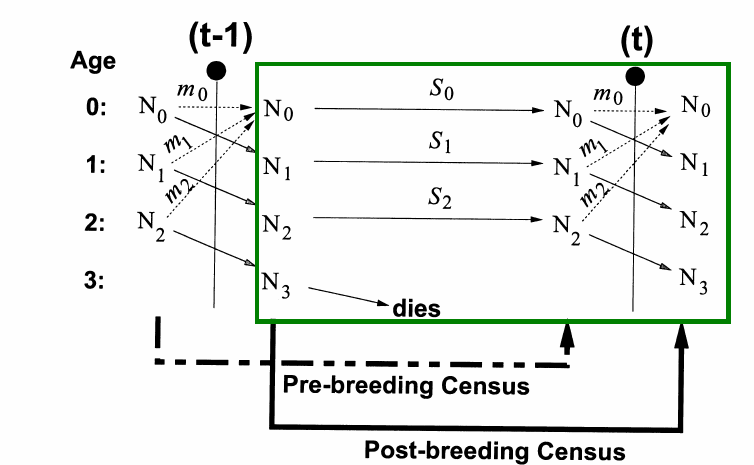 (t-1) (t)
Age
0: N0 m0 N0 S0 N0 m0 N0
m1 m1
1: N1 N1 S1 N1 N1
m2 m2
2: N2 N2 S2 N2 N2
3: N3 N3
dies
Pre-breeding Census
Post-breeding Census